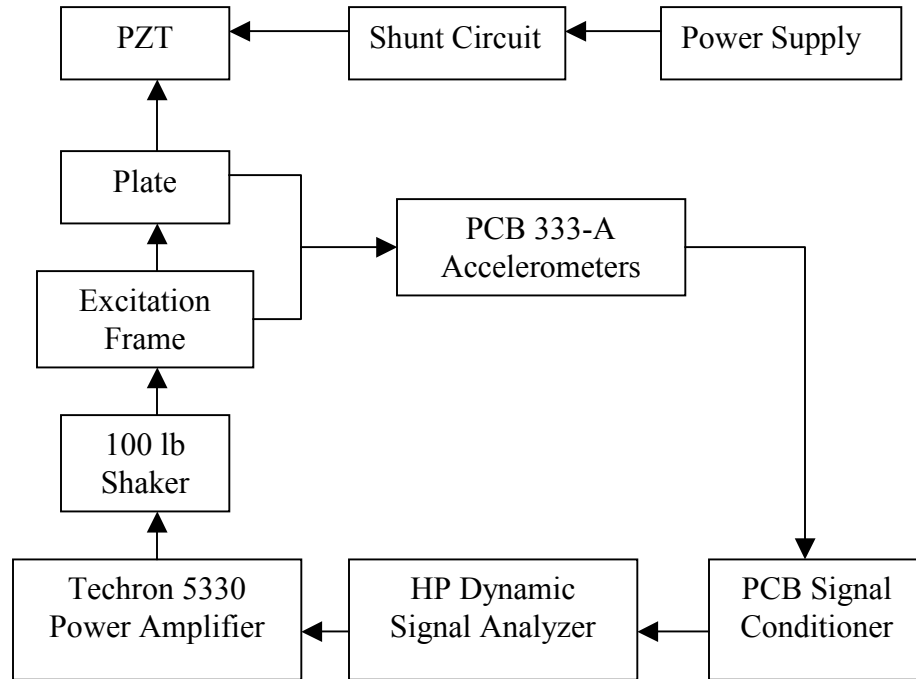 PZT
Shunt Circuit
Power Supply
Plate
PCB 333-A
Accelerometers
Excitation
Frame
100 lb
Shaker
Techron 5330
Power Amplifier
HP Dynamic
Signal Analyzer
PCB Signal
Conditioner